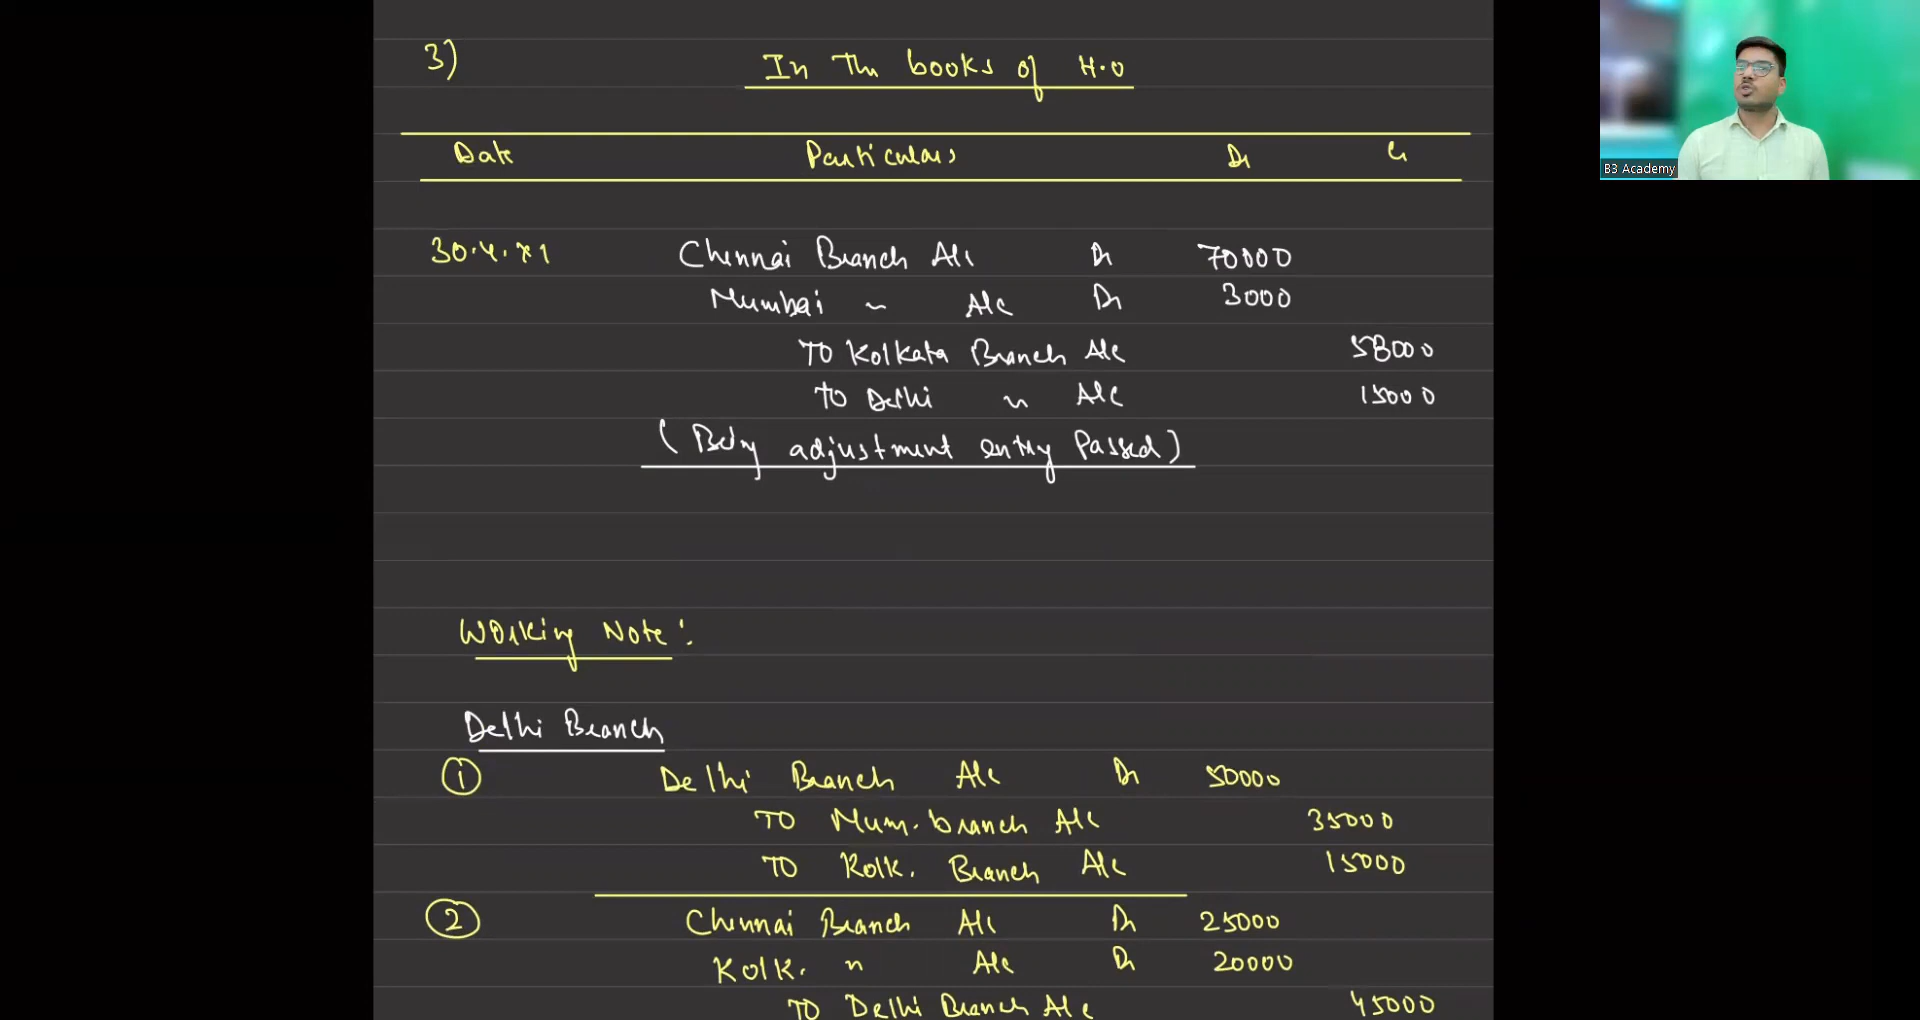 3) In The books of H.O
Date Particulars Dr Cr
30.4.x1 Chennai Branch A/c Dr 70000
Mumbai " A/c Dr 3000
To Kolkata Branch A/c 58000
To Delhi " A/c 15000
( adjustment entry Passed)
Working Note:
Delhi Branch
① Delhi Branch A/c Dr 50000
To Mum. branch A/c 35000
To Kolk. Branch A/c 15000
② Chennai Branch A/c Dr 25000
Kolk. " A/c Dr 20000
To Delhi Branch A/c 45000
B3 Academy